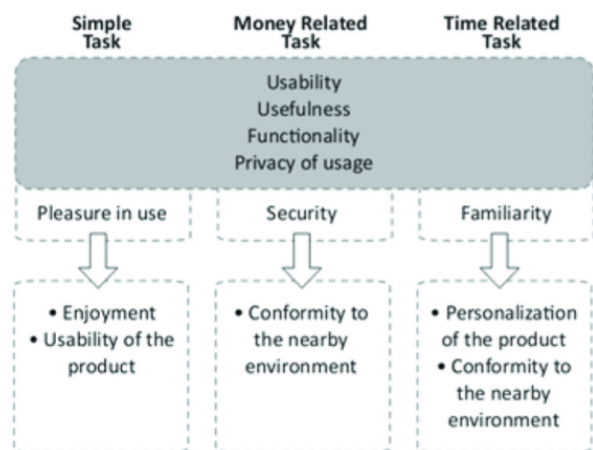 Simple
Task
Money Related
Task
Time Related
Task
Usability
Usefulness
Functionality
Privacy of usage
Pleasure in use
Security
Familiarity
• Enjoyment
• Usability of the
product
• Conformity to
the nearby
environment
• Personalization
of the product
• Conformity to
the nearby
environment